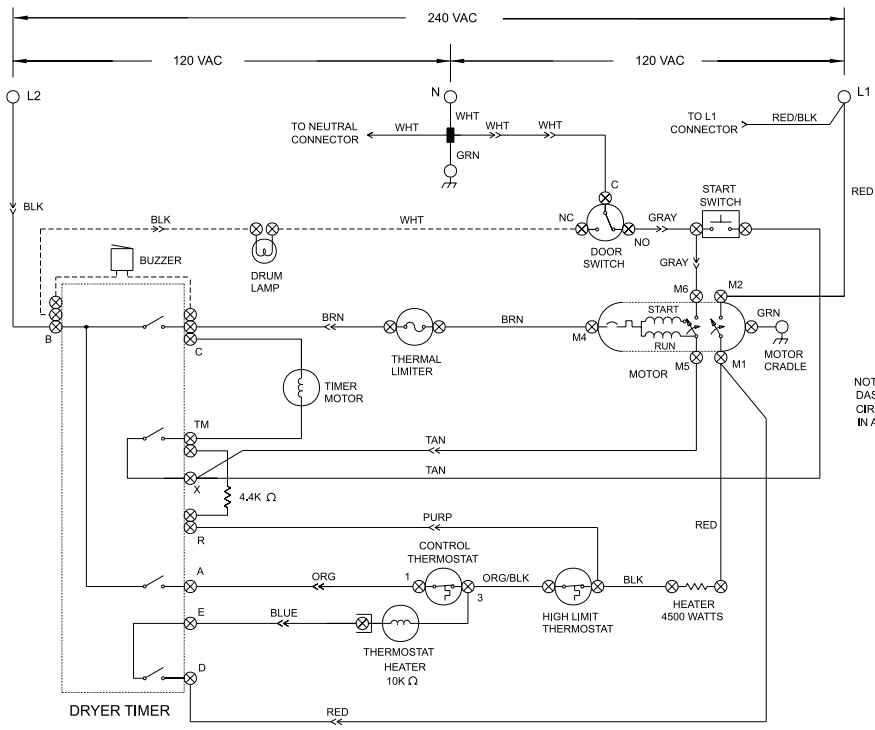 240 VAC
120 VAC
120 VAC
L2
N
L1
WHT
TO NEUTRAL
CONNECTOR
WHT
WHT
WHT
TO L1
CONNECTOR
RED/BLK
GRN
C
START
SWITCH
RED
BLK
BLK
WHT
NC
GRAY
NO
DOOR
SWITCH
BUZZER
DRUM
LAMP
GRAY
M6
M2
START
GRN
B
BRN
BRN
M4
C
THERMAL
LIMITER
RUN
M5
M1
MOTOR
CRADLE
MOTOR
TIMER
MOTOR
NOT
DAS
CIR
IN A
TM
TAN
TAN
X
4.4K Ω
PURP
RED
R
CONTROL
THERMOSTAT
A
ORG
1
ORG/BLK
BLK
3
HEATER
4500 WATTS
HIGH LIMIT
THERMOSTAT
E
BLUE
THERMOSTAT
HEATER
10K Ω
D
DRYER TIMER
RED